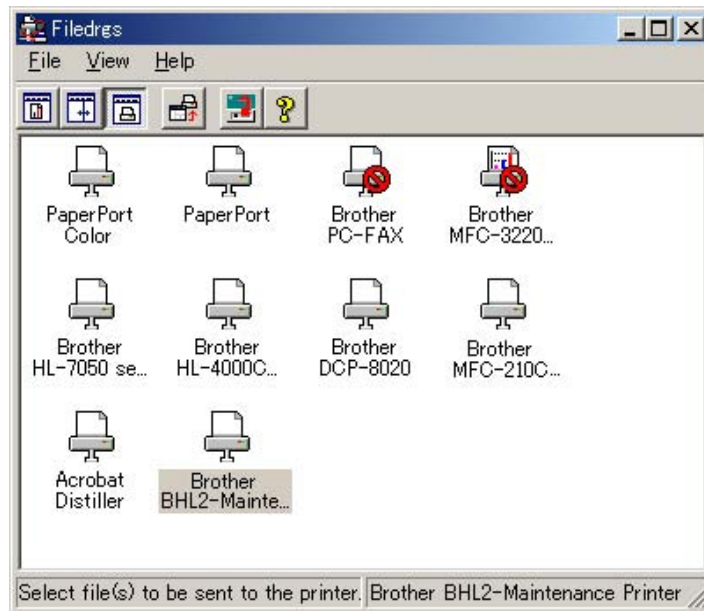 Filedrgs
File View Help
PaperPort Color
PaperPort
Brother PC-FAX
Brother MFC-3220...
Brother HL-7050 se...
Brother HL-4000C...
Brother DCP-8020
Brother MFC-210C...
Acrobat Distiller
Brother BHL2-Mainte...
Select file(s) to be sent to the printer. Brother BHL2-Maintenance Printer